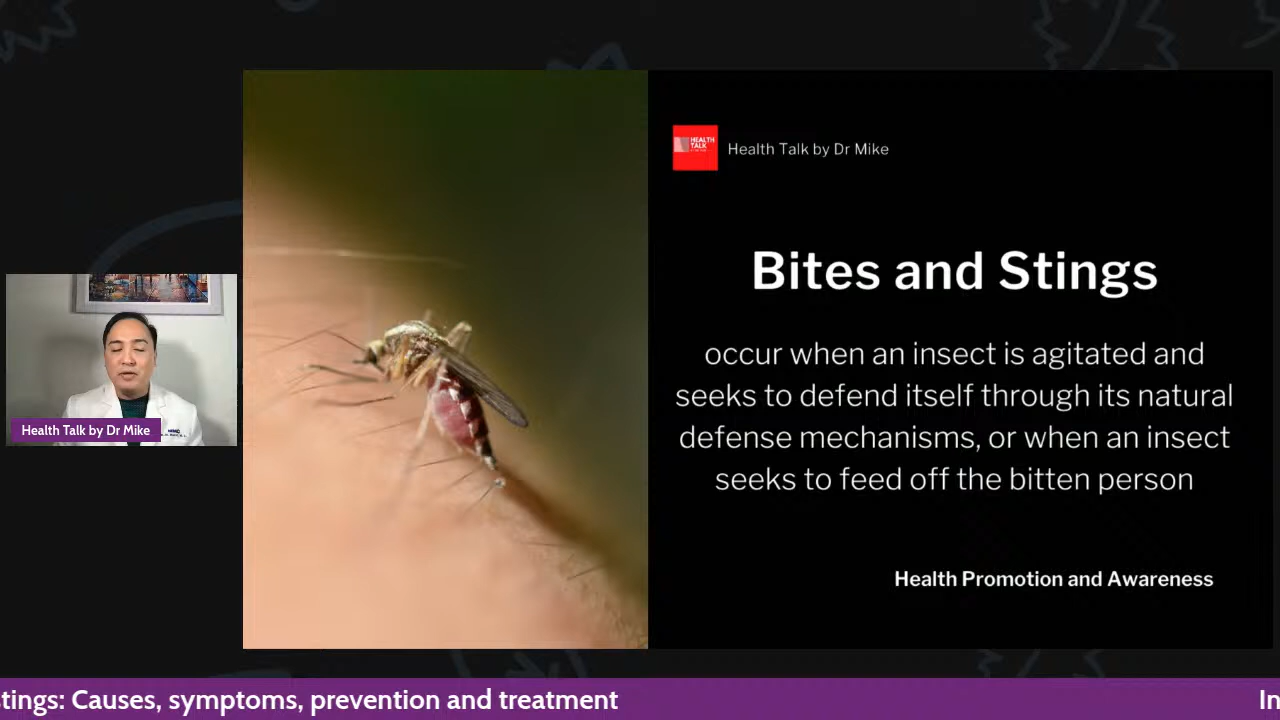 HEALTH
TALK
Health Talk by Dr Mike
Bites and Stings
occur when an insect is agitated and
seeks to defend itself through its natural
defense mechanisms, or when an insect
seeks to feed off the bitten person
Health Promotion and Awareness
Health Talk by Dr Mike
tings: Causes, symptoms, prevention and treatment
In